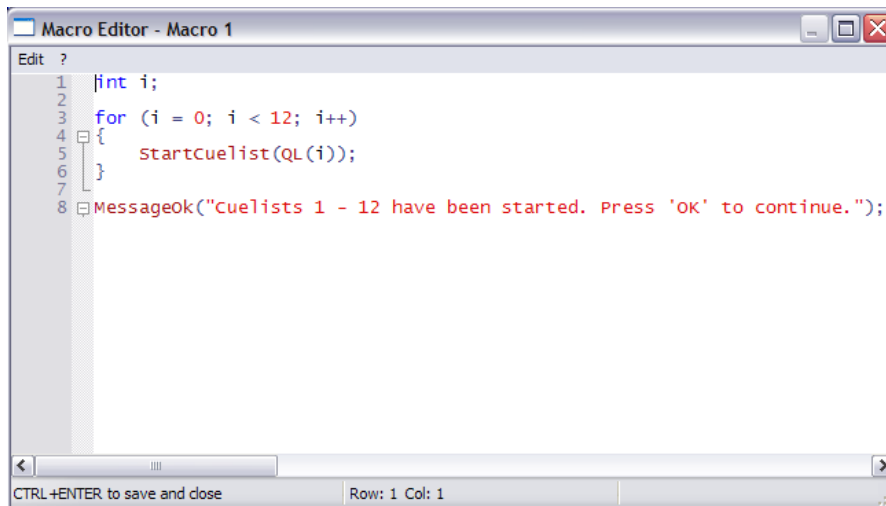 Macro Editor - Macro 1
Edit ?
1 int i;
2
3 for (i = 0; i < 12; i++)
4 {
5 StartCuelist(QL(i));
6 }
7
8 MessageOk("Cuelists 1 - 12 have been started. Press 'OK' to continue.");
CTRL+ENTER to save and close Row: 1 Col: 1